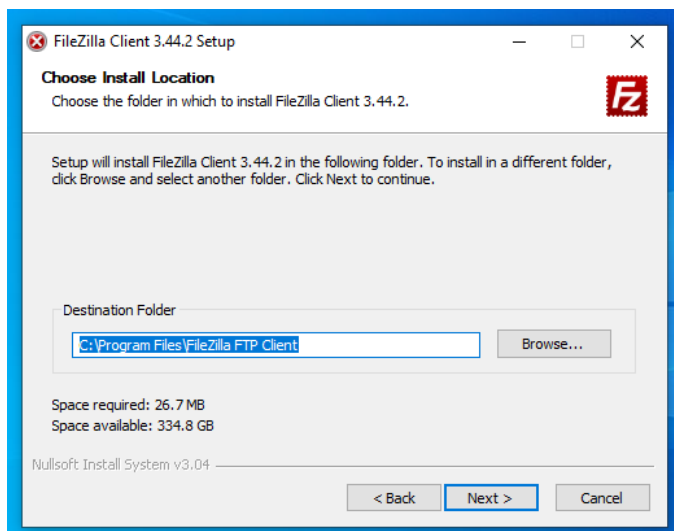 FileZilla Client 3.44.2 Setup
Choose Install Location
Choose the folder in which to install FileZilla Client 3.44.2.
Fz
Setup will install FileZilla Client 3.44.2 in the following folder. To install in a different folder,
click Browse and select another folder. Click Next to continue.
Destination Folder
C:\Program Files\FileZilla FTP Client
Browse...
Space required: 26.7 MB
Space available: 334.8 GB
Nullsoft Install System v3.04
< Back
Next >
Cancel